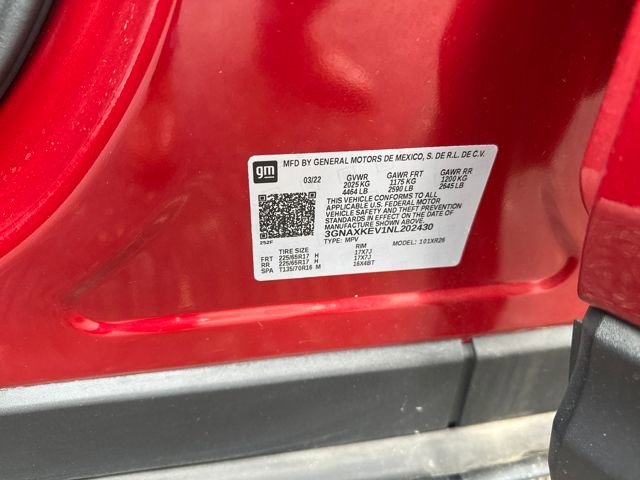 gm
MFD BY GENERAL MOTORS DE MEXICO, S. DE R.L. DE C.V.
03/22 GVWR GAWR FRT GAWR RR
2025 KG 1175 KG 1200 KG
4464 LB 2590 LB 2645 LB
THIS VEHICLE CONFORMS TO ALL
APPLICABLE U.S. FEDERAL MOTOR
VEHICLE SAFETY AND THEFT PREVENTION
STANDARDS IN EFFECT ON THE DATE OF
MANUFACTURE SHOWN ABOVE.
3GNAXKEV1NL202430
252F TYPE: MPV MODEL: 101XR26
TIRE SIZE RIM
FRT 225/65R17 H 17X7J
RR 225/65R17 H 17X7J
SPA T135/70R16 M 16X4BT